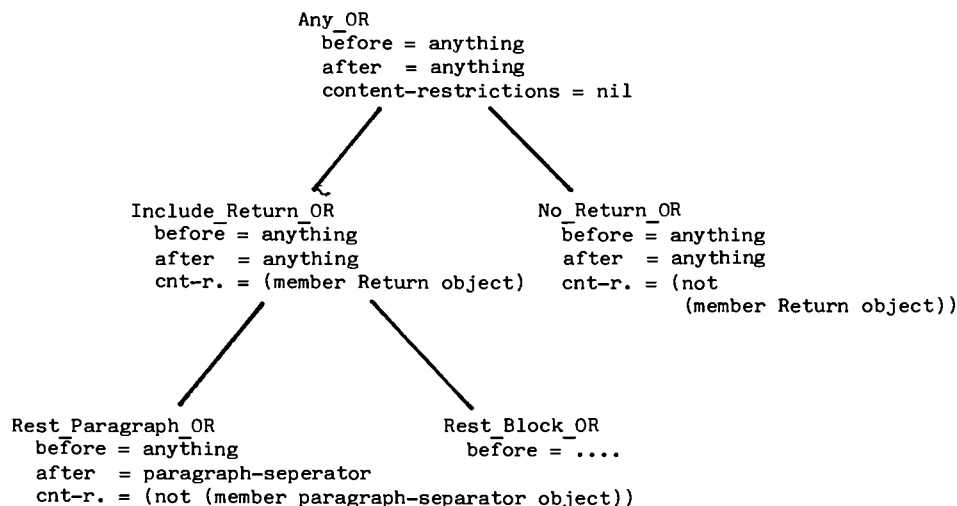 Any_OR
before = anything
after = anything
content-restrictions = nil
Include_Return_OR
before = anything
after = anything
cnt-r. = (member Return object)
No_Return_OR
before = anything
after = anything
cnt-r. = (not
(member Return object))
Rest_Paragraph_OR
before = anything
after = paragraph-seperator
cnt-r. = (not (member paragraph-separator object))
Rest_Block_OR
before = ....